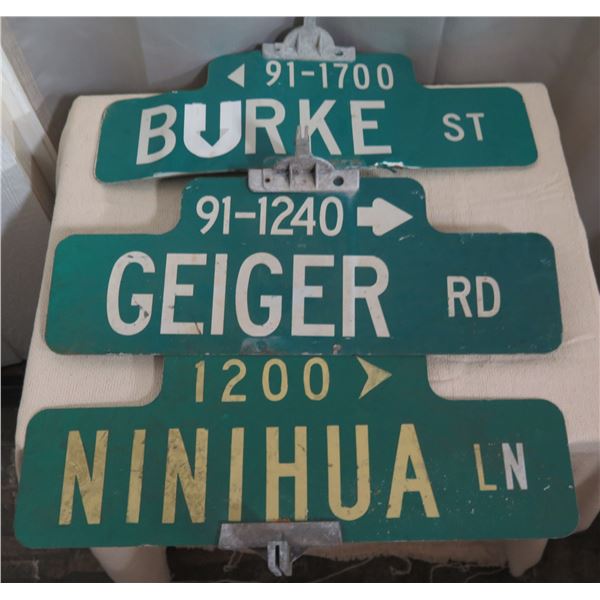 91-1700
BURKE ST
91-1240
GEIGER RD
1200
NINIHUA LN